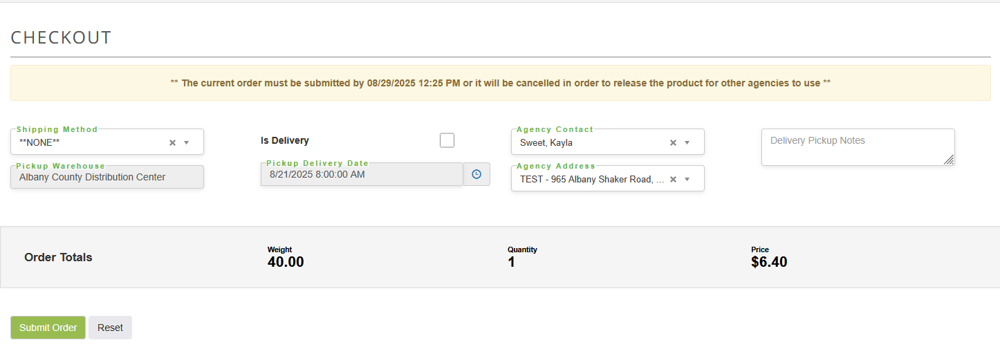 CHECKOUT
** The current order must be submitted by 08/29/2025 12:25 PM or it will be cancelled in order to release the product for other agencies to use **
Shipping Method
**NONE**
Is Delivery
Agency Contact
Sweet, Kayla
Delivery Pickup Notes
Pickup Warehouse
Albany County Distribution Center
Pickup Delivery Date
8/21/2025 8:00:00 AM
Agency Address
TEST - 965 Albany Shaker Road, ...
Order Totals
Weight
40.00
Quantity
1
Price
$6.40
Submit Order
Reset